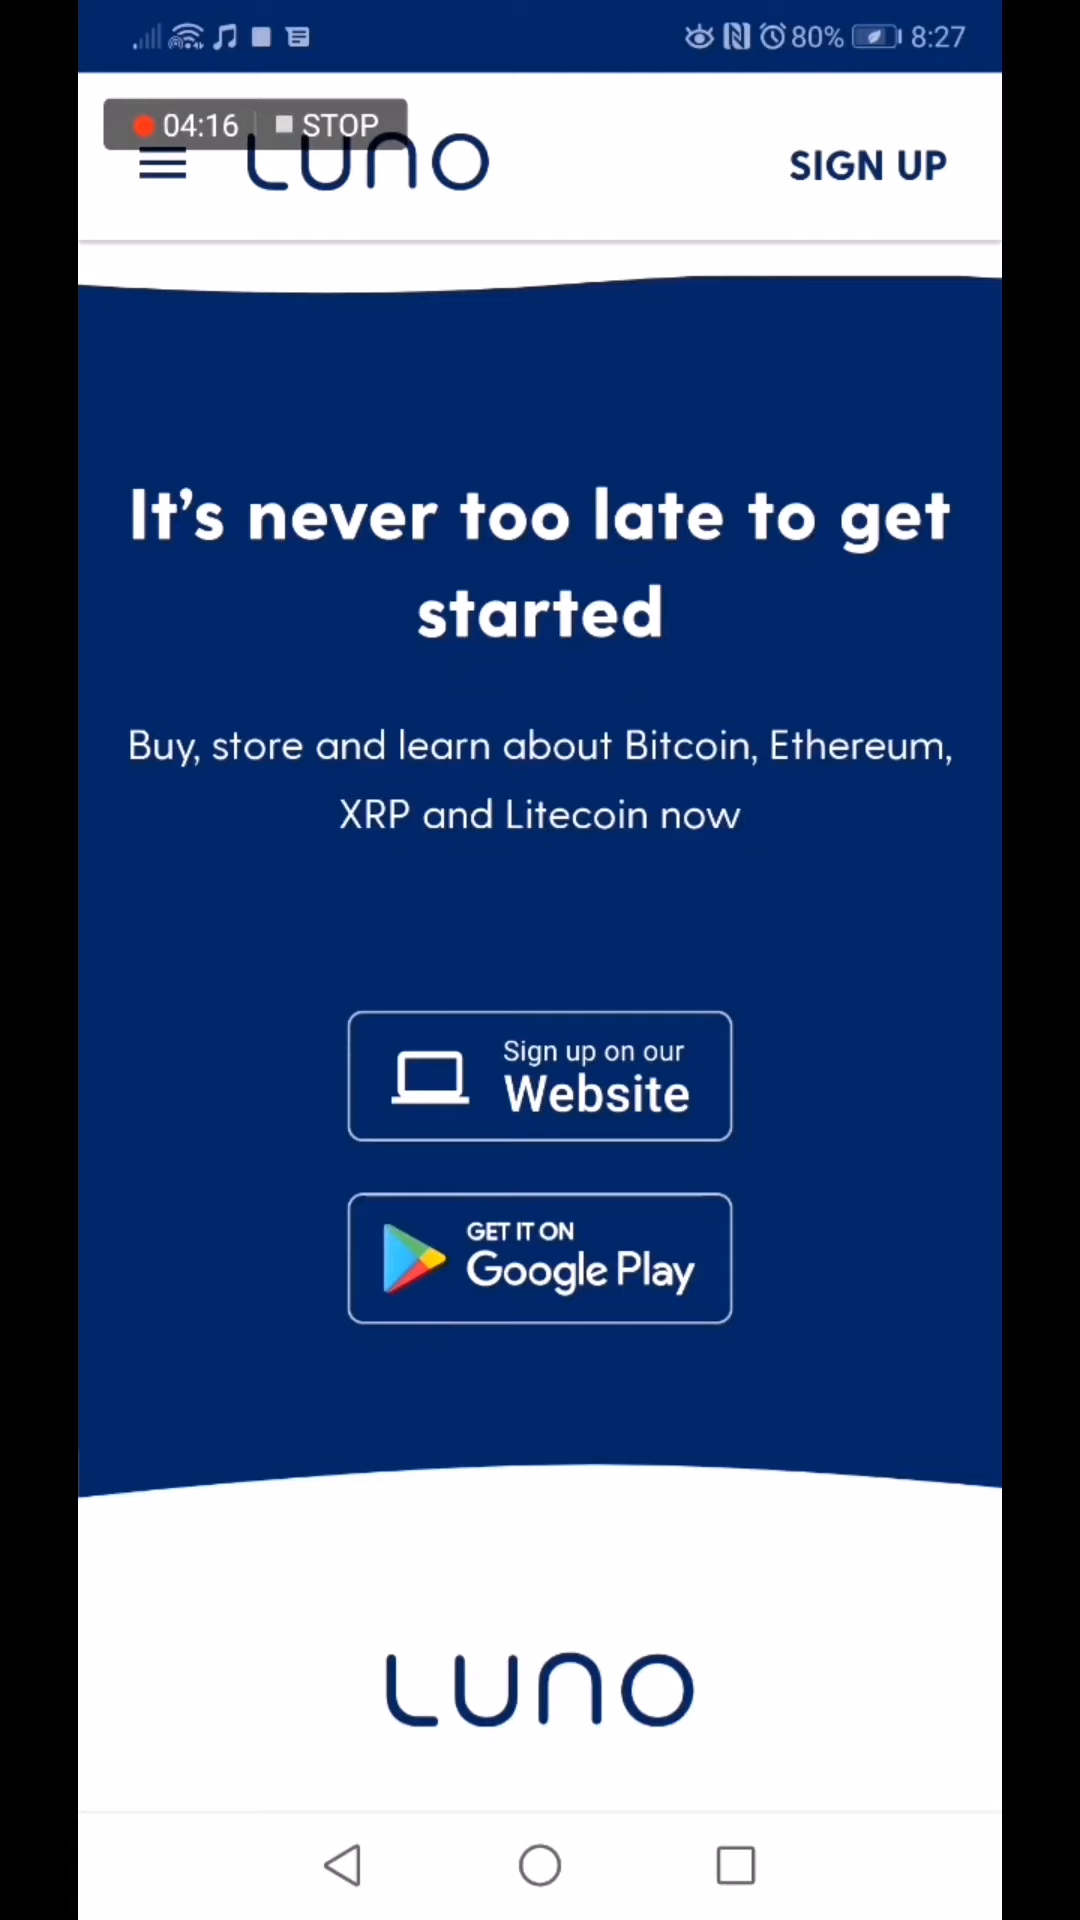 80% 8:27
04:16 STOP
LUNO
SIGN UP
It's never too late to get
started
Buy, store and learn about Bitcoin, Ethereum,
XRP and Litecoin now
Sign up on our
Website
GET IT ON
Google Play
LUNO